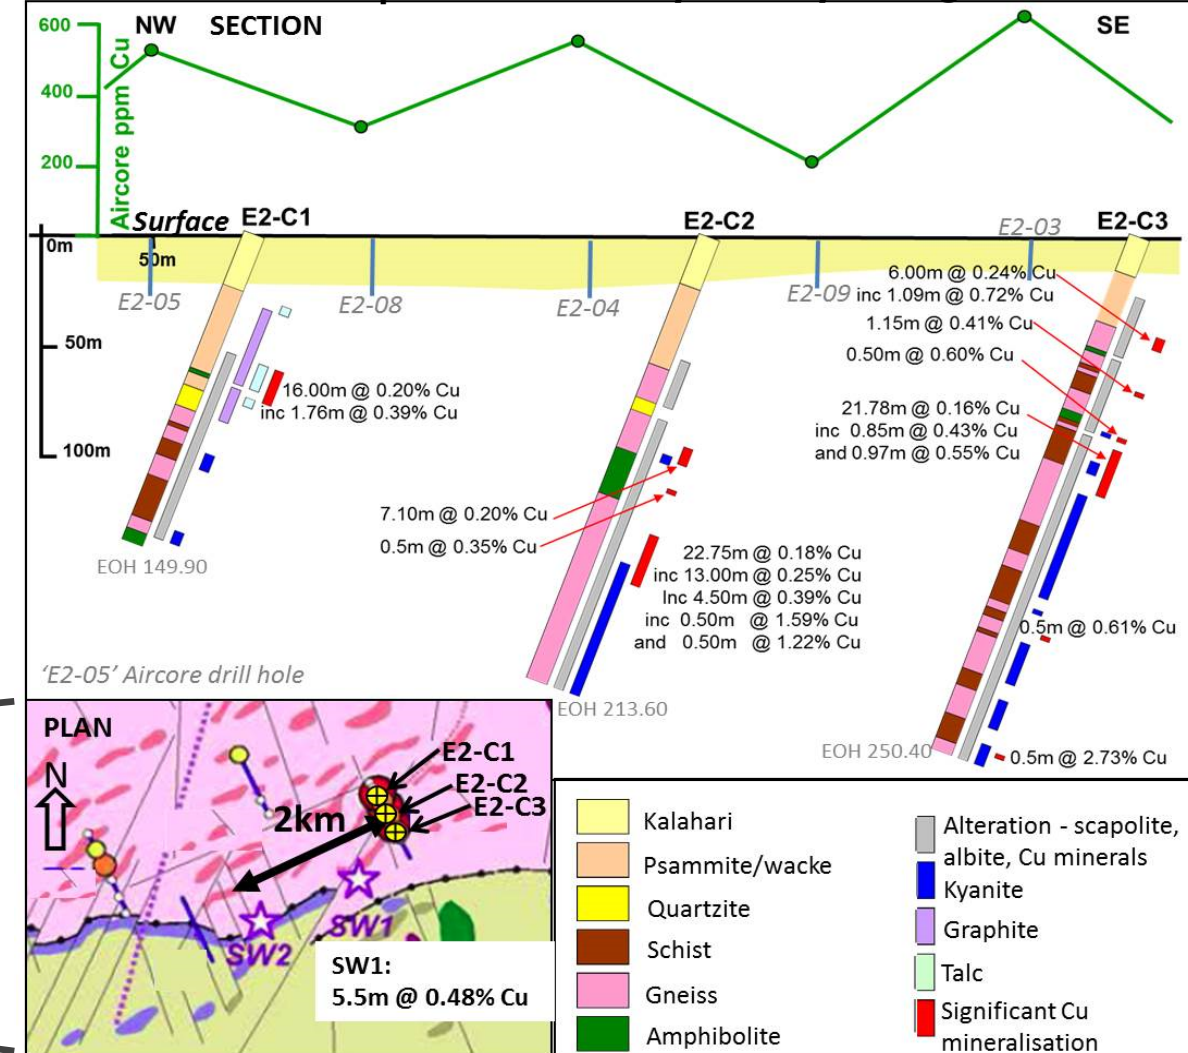 NW SECTION SE
600
400
200
Aircore ppm Cu
Surface E2-C1 E2-C2 E2-03 E2-C3
0m
50m
50m
100m
E2-05 E2-08 E2-04 E2-09
16.00m @ 0.20% Cu
inc 1.76m @ 0.39% Cu
EOH 149.90
7.10m @ 0.20% Cu
0.5m @ 0.35% Cu
22.75m @ 0.18% Cu
inc 13.00m @ 0.25% Cu
Inc 4.50m @ 0.39% Cu
inc 0.50m @ 1.59% Cu
and 0.50m @ 1.22% Cu
EOH 213.60
6.00m @ 0.24% Cu
inc 1.09m @ 0.72% Cu
1.15m @ 0.41% Cu
0.50m @ 0.60% Cu
21.78m @ 0.16% Cu
inc 0.85m @ 0.43% Cu
and 0.97m @ 0.55% Cu
0.5m @ 0.61% Cu
EOH 250.40
0.5m @ 2.73% Cu
‘E2-05’ Aircore drill hole
PLAN
N
E2-C1
E2-C2
E2-C3
2km
SW1
SW2
SW1:
5.5m @ 0.48% Cu
Kalahari
Psammite/wacke
Quartzite
Schist
Gneiss
Amphibolite
Alteration - scapolite,
albite, Cu minerals
Kyanite
Graphite
Talc
Significant Cu
mineralisation